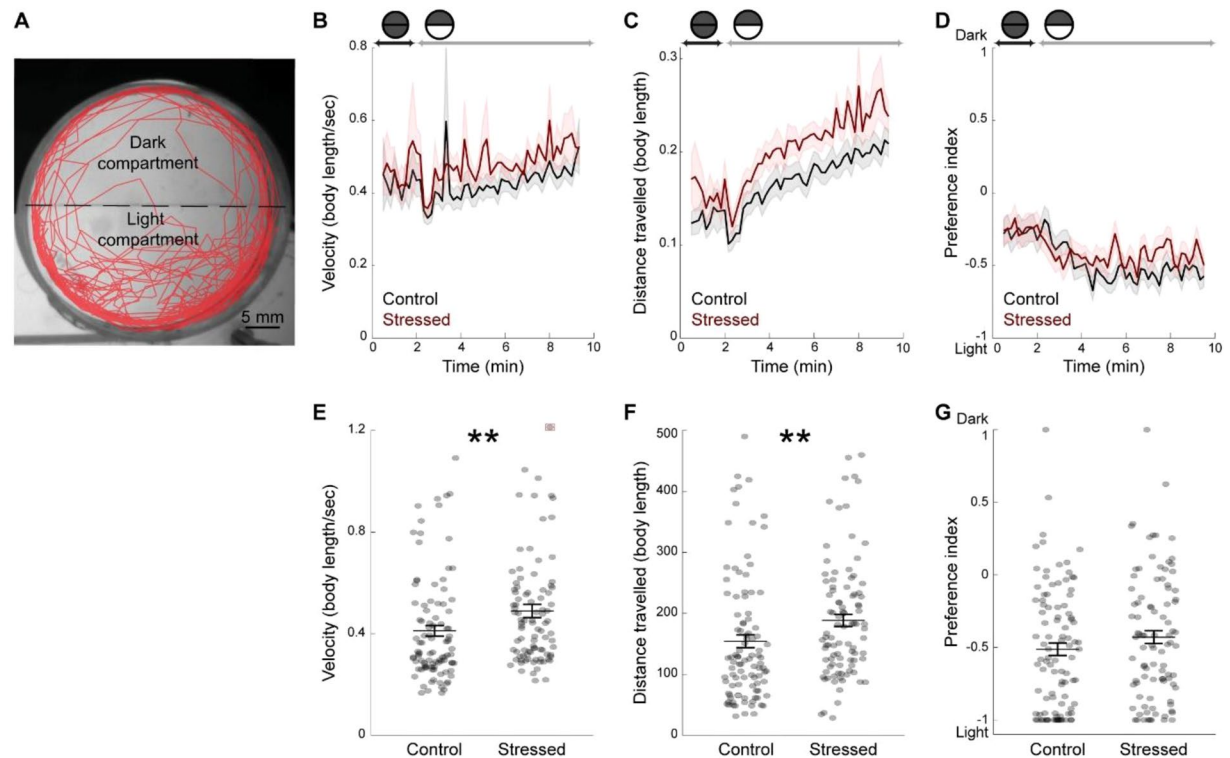 A
Dark
compartment
Light
compartment
5 mm
B
Velocity (body length/sec)
0.8
0.6
0.4
0.2
0
Control
Stressed
0 2 4 6 8 10
Time (min)
C
Distance travelled (body length)
0.3
0.2
0.1
0
Control
Stressed
0 2 4 6 8 10
Time (min)
D
Dark
Preference index
1
0.5
0
-0.5
-1
Light
Control
Stressed
0 2 4 6 8 10
Time (min)
E
Velocity (body length/sec)
1.2
0.8
0.4
0
**
Control Stressed
F
Distance travelled (body length)
500
400
300
200
100
0
**
Control Stressed
G
Dark
Preference index
1
0.5
0
-0.5
-1
Light
Control Stressed